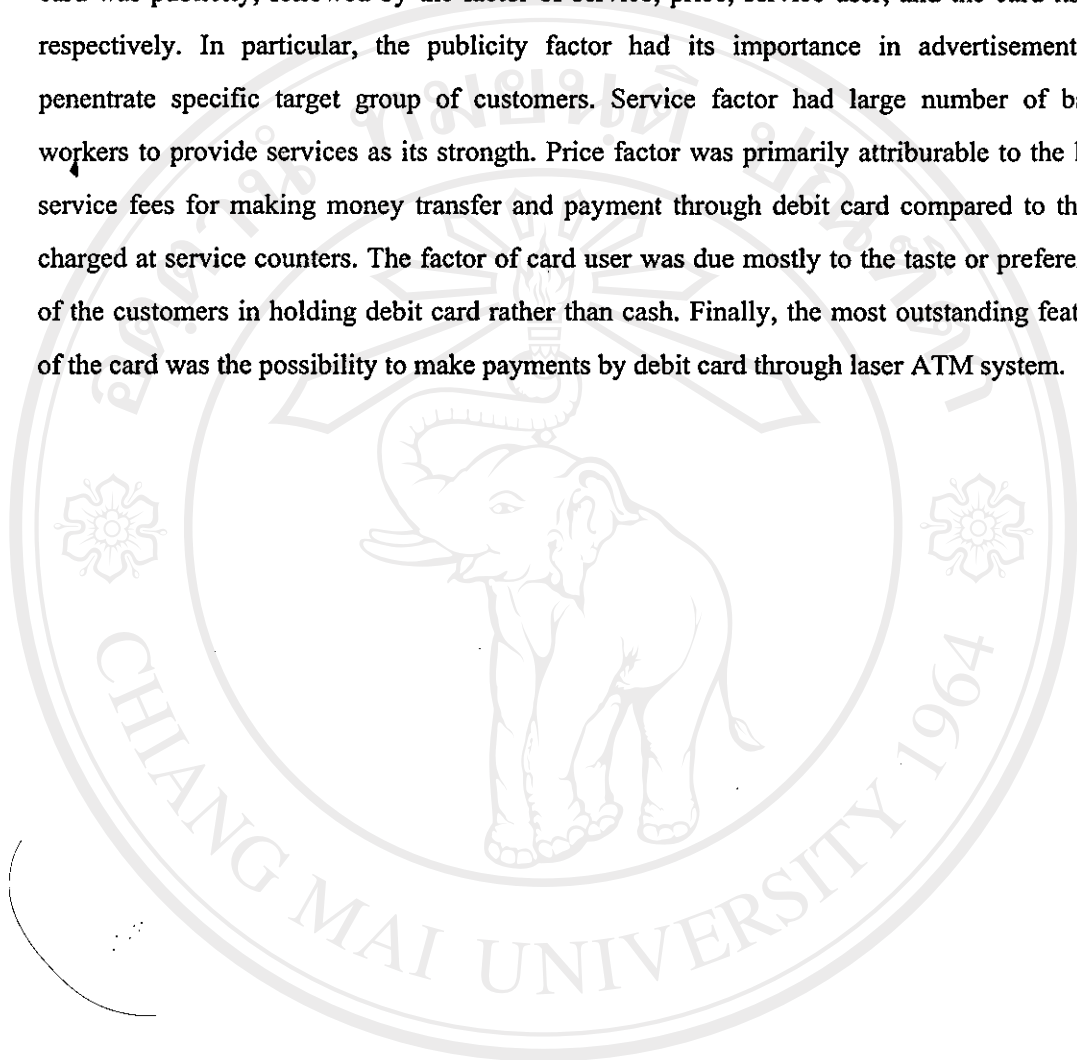 card was publicity, followed by the factor of service, price, service user, and the card
respectively. In particular, the publicity factor had its importance in advertisement
penentrate specific target group of customers. Service factor had large number of
workers to provide services as its strength. Price factor was primarily attriburable to the
service fees for making money transfer and payment through debit card compared to
charged at service counters. The factor of card user was due mostly to the taste or
of the customers in holding debit card rather than cash. Finally, the most outstanding
of the card was the possibility to make payments by debit card through laser ATM system.
CHIANG MAI UNIVERSITY 1964